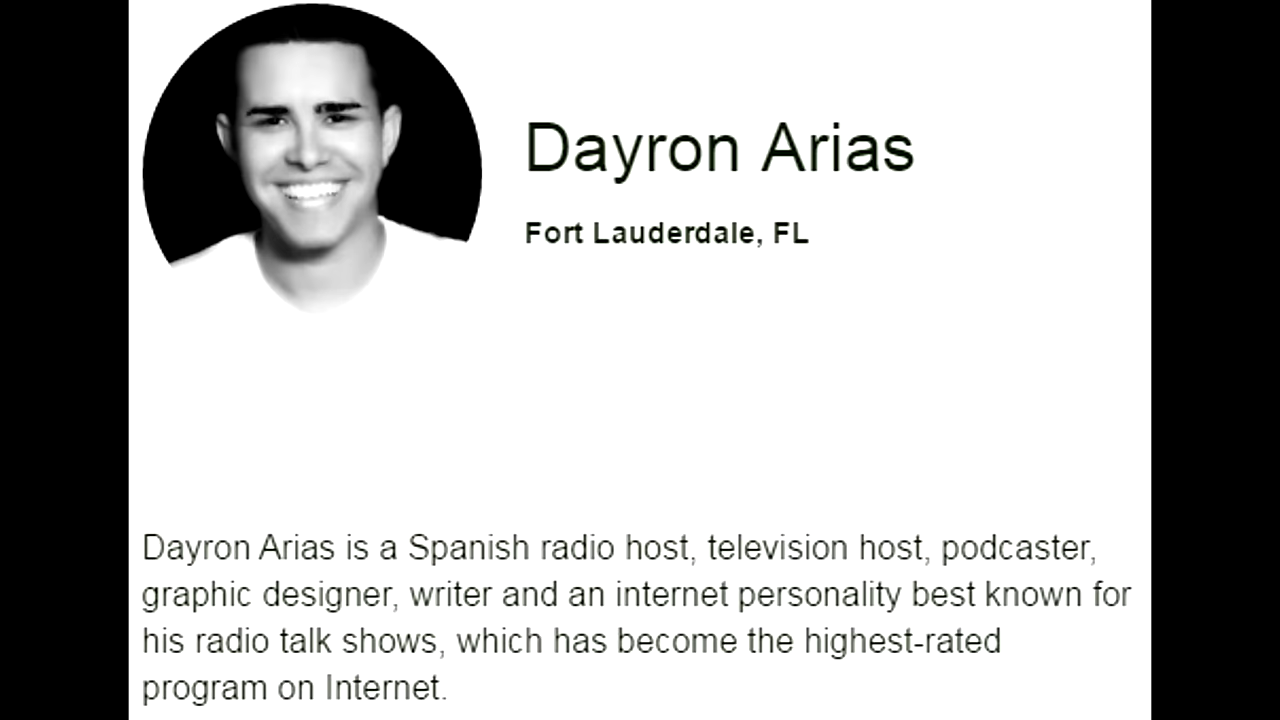 Dayron Arias
Fort Lauderdale, FL
Dayron Arias is a Spanish radio host, television host, podcaster,
graphic designer, writer and an internet personality best known for
his radio talk shows, which has become the highest-rated
program on Internet.